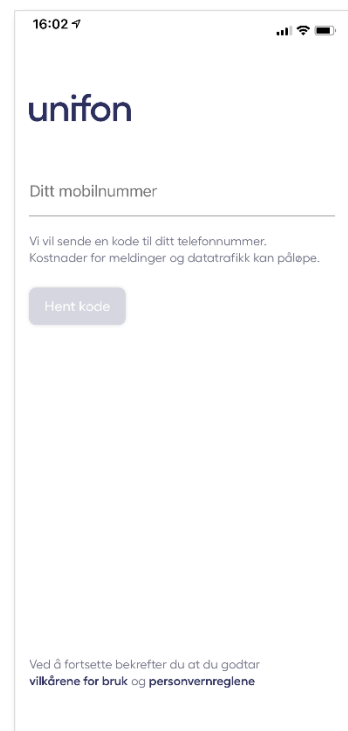 16:02
unifon
Ditt mobilnummer
Vi vil sende en kode til ditt telefonnummer.
Kostnader for meldinger og datatrafikk kan påløpe.
Hent kode
Ved å fortsette bekrefter du at du godtar
vilkårene for bruk og personvernreglene